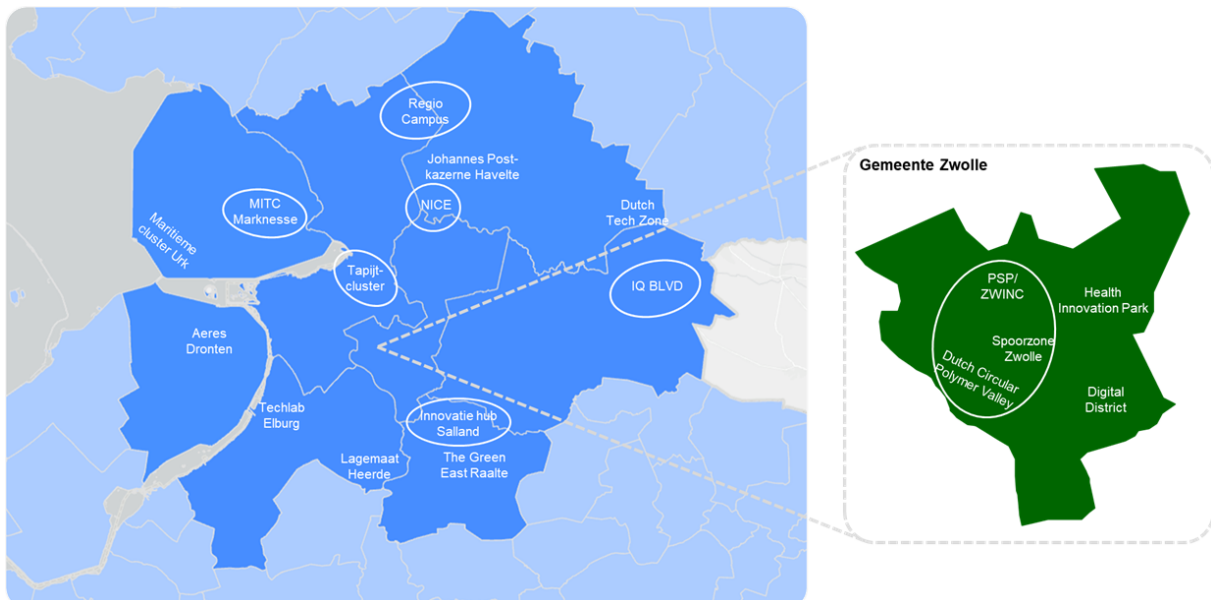 Regio
Campus
Johannes Post-
kazerne Havelte
MITC
Marknesse
NICE
Dutch
Tech Zone
Maritieme
cluster Urk
Tapijt-
cluster
IQ BLVD
Aeres
Dronten
Techlab
Elburg
Innovatie hub
Salland
Lagemaat
Heerde
The Green
East Raalte
Gemeente Zwolle
PSP/
ZWINC
Health
Innovation Park
Spoorzone
Zwolle
Dutch Circular
Polymer Valley
Digital
District